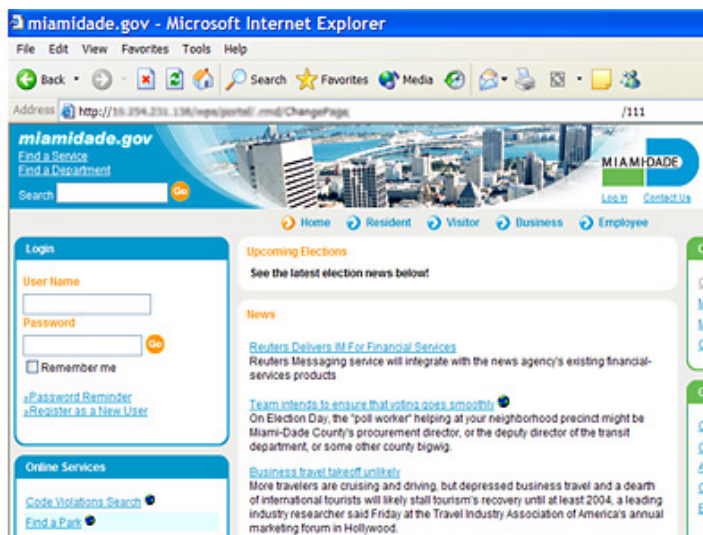 miamidade.gov - Microsoft Internet Explorer
File Edit View Favorites Tools Help
Back Search Favorites Media
Address http:// /111
miamidade.gov
Find a Service
Find a Department
Search Go
MIAMI-DADE
Log In Contact Us
Home Resident Visitor Business Employee
Login
User Name
Password
Go
Remember me
»Password Reminder
»Register as a New User
Online Services
Code Violations Search
Find a Park
Upcoming Elections
See the latest election news below!
News
Reuters Delivers IM For Financial Services
Reuters Messaging service will integrate with the news agency's existing financial-
services products
Team intends to ensure that voting goes smoothly
On Election Day, the "poll worker" helping at your neighborhood precinct might be
Miami-Dade County's procurement director, or the deputy director of the transit
department, or some other county bigwig.
Business travel takeoff unlikely
More travelers are cruising and driving, but depressed business travel and a dearth
of international tourists will likely stall tourism's recovery until at least 2004, a leading
industry researcher said Friday at the Travel Industry Association of America's annual
marketing forum in Hollywood.